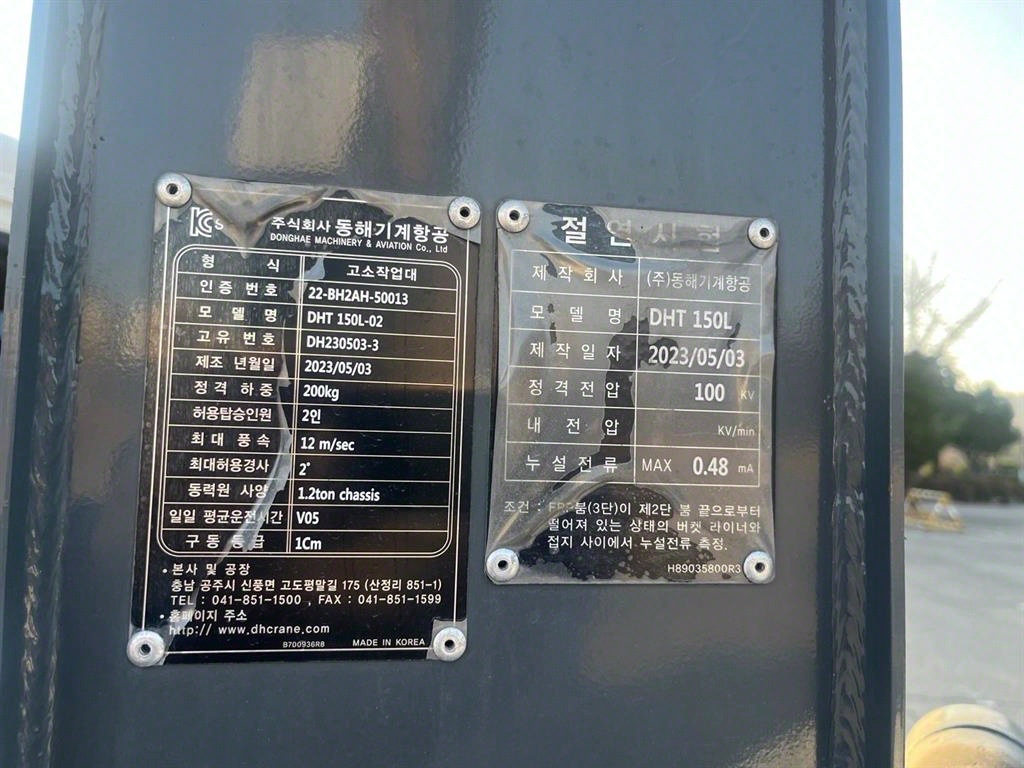 KCs 주식회사 동해기계항공
DONGHAE MACHINERY & AVIATION Co., Ltd
형 식 고소작업대
인증 번호 22-BH2AH-50013
모 델 명 DHT 150L-02
고유 번호 DH230503-3
제조 년월일 2023/05/03
정격 하중 200kg
허용탑승인원 2인
최대 풍속 12 m/sec
최대허용경사 2°
동력원 사양 1.2ton chassis
일일 평균운전시간 V05
구 동 등 급 1Cm
• 본사 및 공장
충남 공주시 신풍면 고도평말길 175 (산정리 851-1)
TEL : 041-851-1500 , FAX : 041-851-1599
• 홈페이지 주소
http:// www.dhcrane.com
B700936R8 MADE IN KOREA
절 연 시 험
제 작 회 사 (주)동해기계항공
모 델 명 DHT 150L
제 작 일 자 2023/05/03
정 격 전 압 100 KV
내 전 압 KV/min
누 설 전 류 MAX 0.48 mA
조건 : FRP붐(3단)이 제2단 붐 끝으로부터
떨어져 있는 상태의 버켓 라이너와
접지 사이에서 누설전류 측정.
H89035800R3